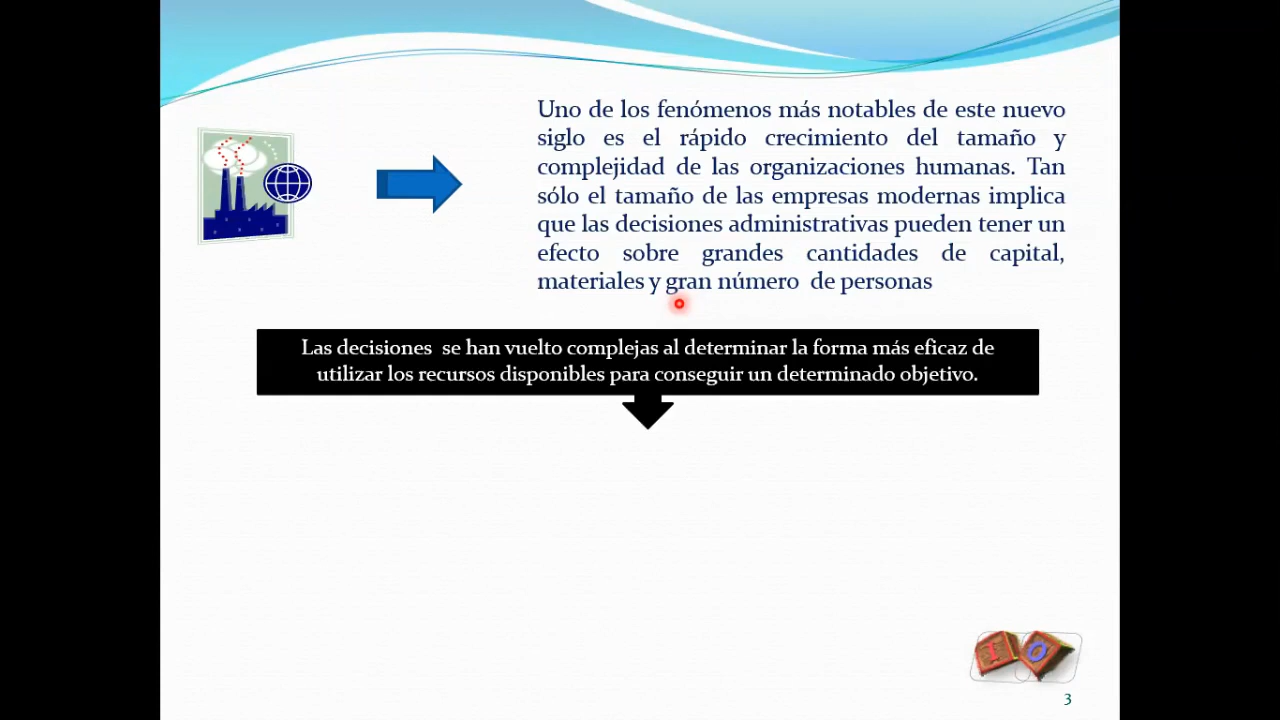 Uno de los fenómenos más notables de este nuevo
siglo es el rápido crecimiento del tamaño y
complejidad de las organizaciones humanas. Tan
sólo el tamaño de las empresas modernas implica
que las decisiones administrativas pueden tener un
efecto sobre grandes cantidades de capital,
materiales y gran número de personas
Las decisiones se han vuelto complejas al determinar la forma más eficaz de
utilizar los recursos disponibles para conseguir un determinado objetivo.
I O
3